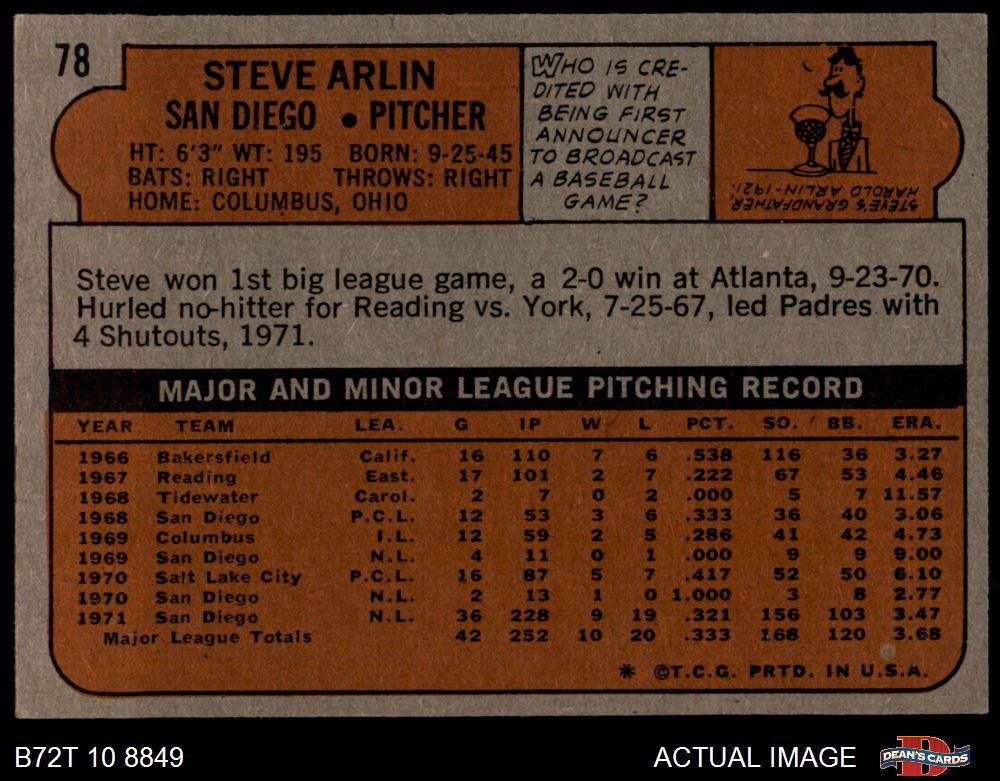 78
STEVE ARLIN
SAN DIEGO • PITCHER
HT: 6'3" WT: 195 BORN: 9-25-45
BATS: RIGHT THROWS: RIGHT
HOME: COLUMBUS, OHIO
WHO IS CRE-
DITED WITH
BEING FIRST
ANNOUNCER
TO BROADCAST
A BASEBALL
GAME?
STEVE'S GRANDFATHER,
HAROLD ARLIN-1921.
Steve won 1st big league game, a 2-0 win at Atlanta, 9-23-70.
Hurled no-hitter for Reading vs. York, 7-25-67, led Padres with
4 Shutouts, 1971.
MAJOR AND MINOR LEAGUE PITCHING RECORD
YEAR TEAM LEA. G IP W L PCT. SO. BB. ERA.
1966 Bakersfield Calif. 16 110 7 6 .538 116 36 3.27
1967 Reading East. 17 101 2 7 .222 67 53 4.46
1968 Tidewater Carol. 2 7 0 2 .000 5 7 11.57
1968 San Diego P.C.L. 12 53 3 6 .333 36 40 3.06
1969 Columbus I.L. 12 59 2 5 .286 41 42 4.73
1969 San Diego N.L. 4 11 0 1 .000 9 9 9.00
1970 Salt Lake City P.C.L. 16 87 5 7 .417 52 50 6.10
1970 San Diego N.L. 2 13 1 0 1.000 3 8 2.77
1971 San Diego N.L. 36 228 9 19 .321 156 103 3.47
Major League Totals 42 252 10 20 .333 168 120 3.68
* ©T.C.G. PRTD. IN U.S.A.
B72T 10 8849 ACTUAL IMAGE DEAN'S CARDS